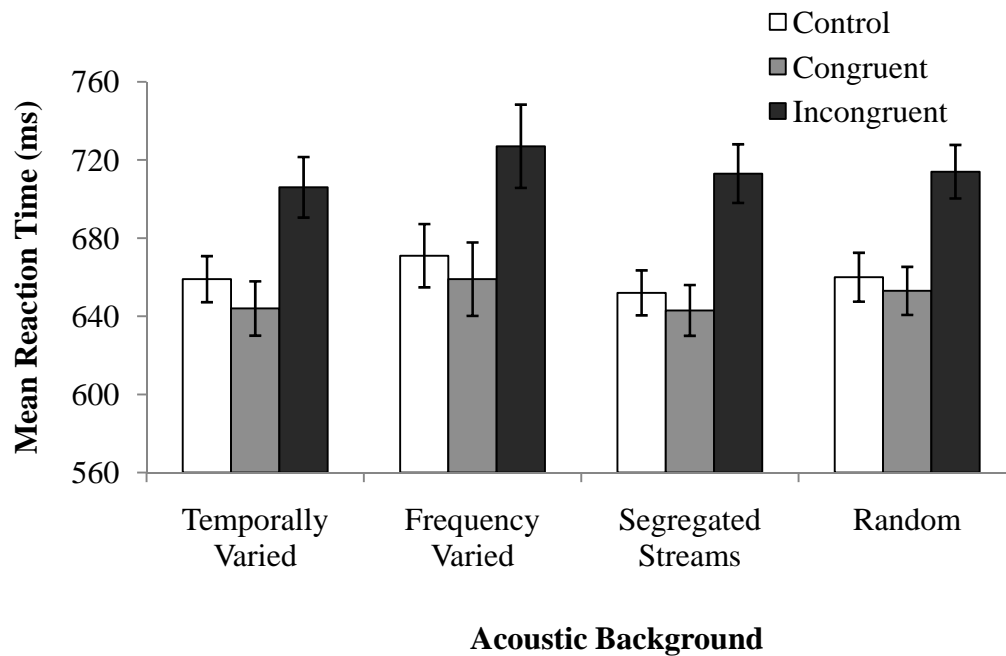 Control
Congruent
Incongruent
760
720
680
640
600
560
Mean Reaction Time (ms)
Temporally
Varied
Frequency
Varied
Segregated
Streams
Random
Acoustic Background